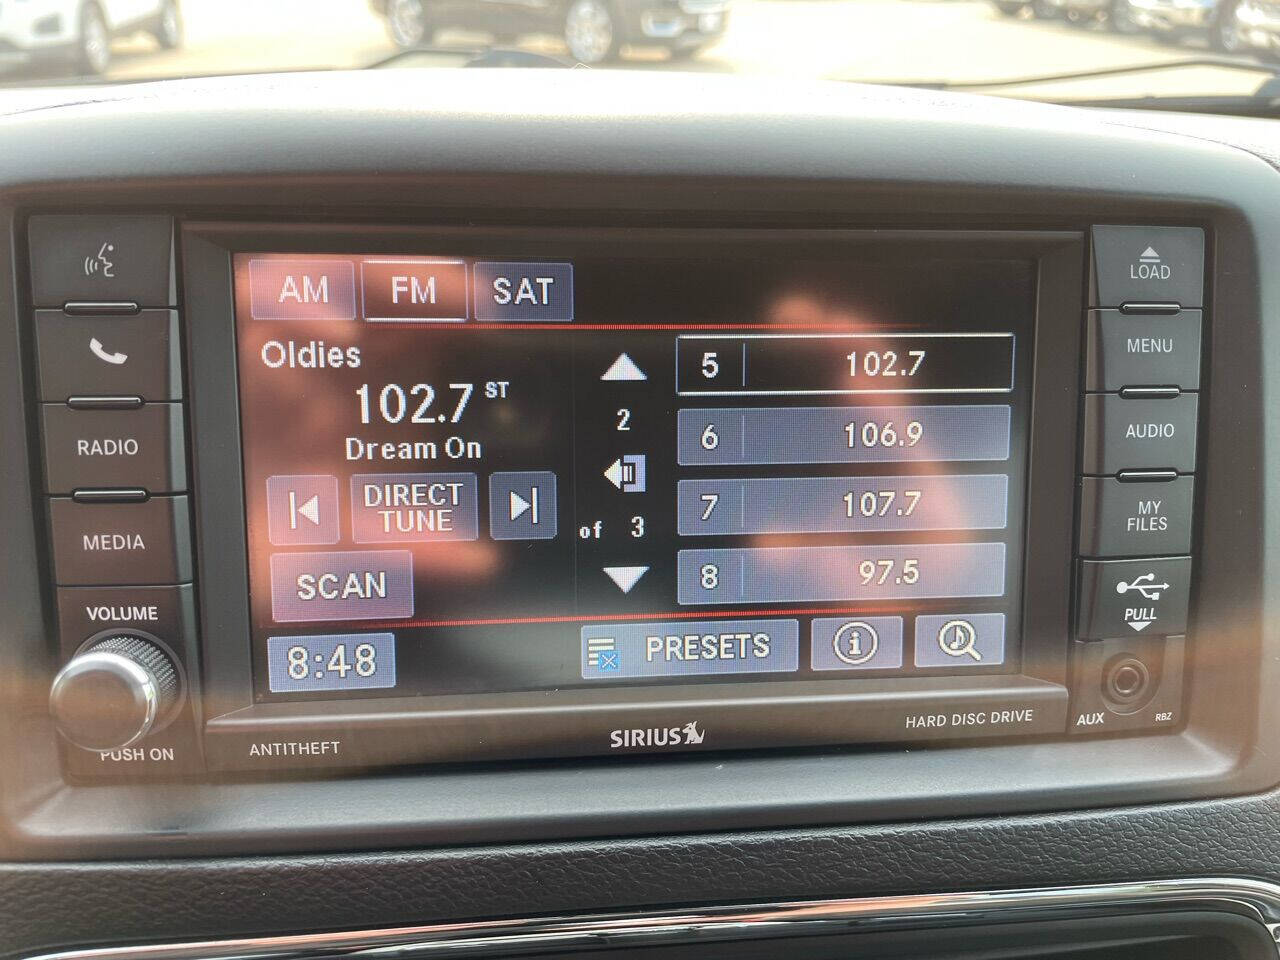 AM FM SAT
Oldies
102.7 ST
Dream On
DIRECT
TUNE
SCAN
8:48
2
of 3
5 102.7
6 106.9
7 107.7
8 97.5
PRESETS
i
RADIO
MEDIA
VOLUME
PUSH ON
LOAD
MENU
AUDIO
MY
FILES
PULL
AUX
RBZ
ANTITHEFT
SIRIUS
HARD DISC DRIVE